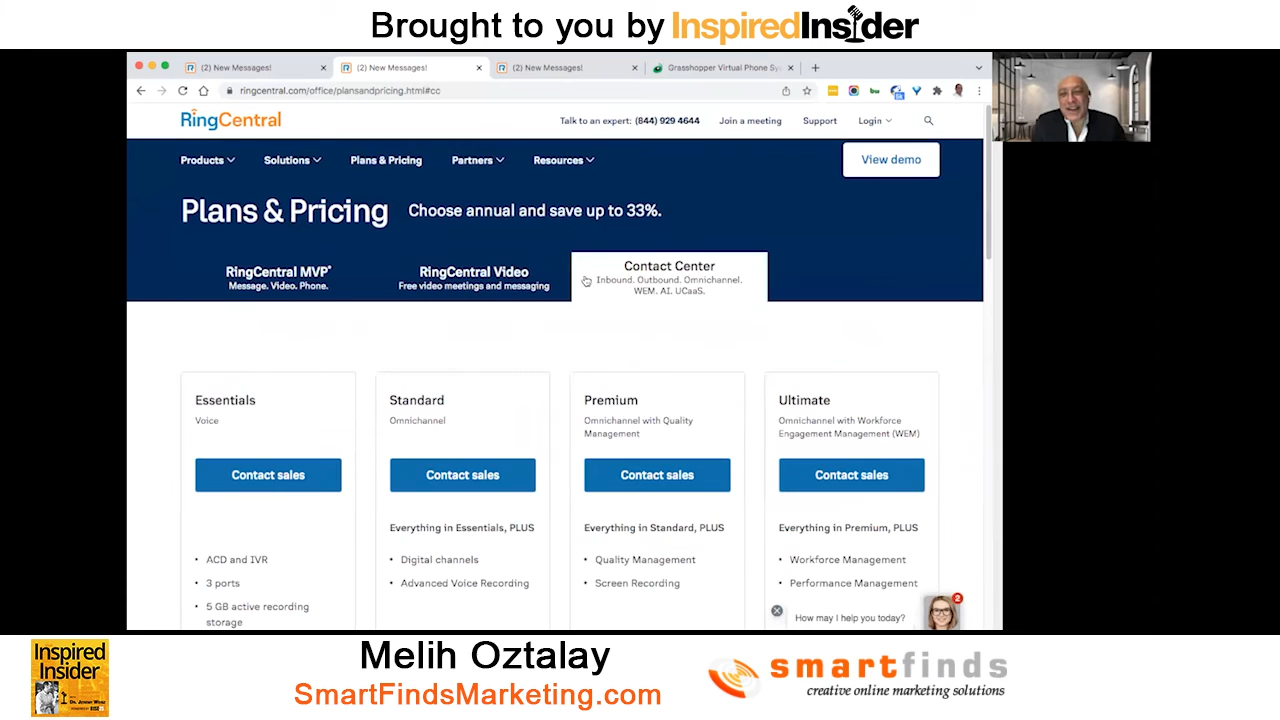 Brought to you by InspiredInsider
(2) New Messages!
(2) New Messages!
(2) New Messages!
Grasshopper Virtual Phone Sy
ringcentral.com/office/plansandpricing.html#cc
RingCentral
Talk to an expert: (844) 929 4644
Join a meeting
Support
Login
Products
Solutions
Plans & Pricing
Partners
Resources
View demo
Plans & Pricing
Choose annual and save up to 33%.
RingCentral MVP®
Message. Video. Phone.
RingCentral Video
Free video meetings and messaging
Contact Center
Inbound. Outbound. Omnichannel.
WEM. AI. UCaaS.
Essentials
Voice
Contact sales
• ACD and IVR
• 3 ports
• 5 GB active recording
storage
Standard
Omnichannel
Contact sales
Everything in Essentials, PLUS
• Digital channels
• Advanced Voice Recording
Premium
Omnichannel with Quality
Management
Contact sales
Everything in Standard, PLUS
• Quality Management
• Screen Recording
Ultimate
Omnichannel with Workforce
Engagement Management (WEM)
Contact sales
Everything in Premium, PLUS
• Workforce Management
• Performance Management
How may I help you today?
2
Inspired
Insider
Melih Oztalay
SmartFindsMarketing.com
smartfinds
creative online marketing solutions